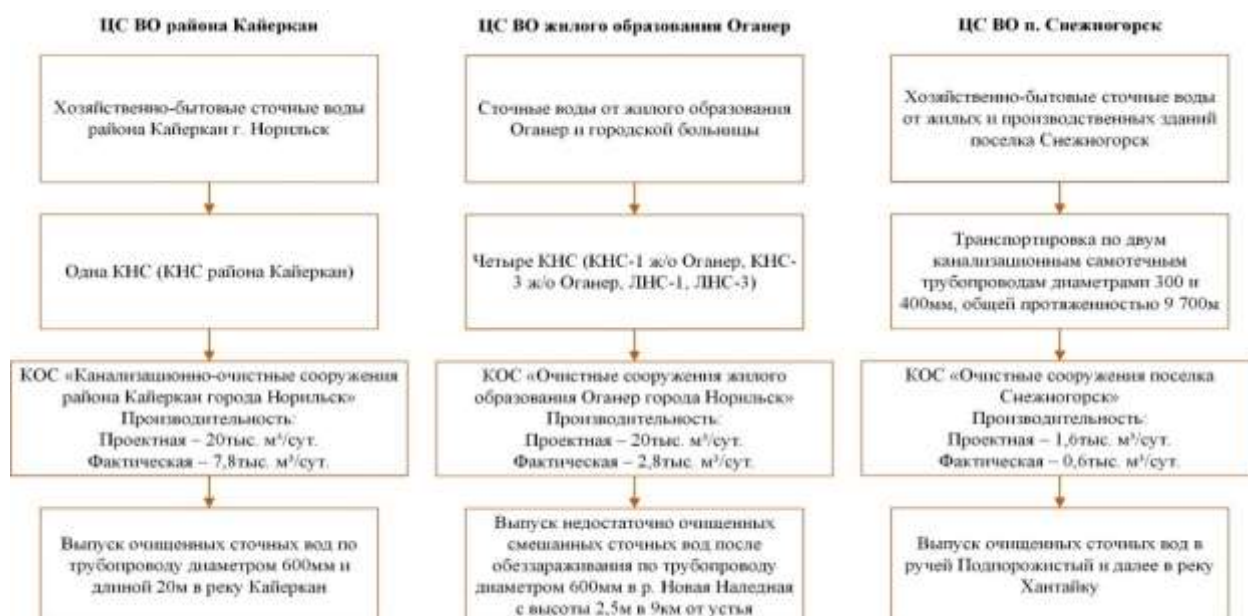 ЦС ВО района Кайеркан
Хозяйственно-бытовые сточные воды
района Кайеркан г. Норильск
Одна КНС (КНС района Кайеркан)
КОС «Канализационно-очистные сооружения
района Кайеркан города Норильск»
Производительность:
Проектная – 20тыс. м³/сут.
Фактическая – 7,8тыс. м³/сут.
Выпуск очищенных сточных вод по
трубопроводу диаметром 600мм и
длиной 20м в реку Кайеркан
ЦС ВО жилого образования Оганер
Сточные воды от жилого образования
Оганер и городской больницы
Четыре КНС (КНС-1 ж/о Оганер, КНС-
3 ж/о Оганер, ЛНС-1, ЛНС-3)
КОС «Очистные сооружения жилого
образования Оганер города Норильск»
Производительность:
Проектная – 20тыс. м³/сут.
Фактическая – 2,8тыс. м³/сут.
Выпуск недостаточно очищенных
смешанных сточных вод после
обеззараживания по трубопроводу
диаметром 600мм в р. Новая Наледная
с высоты 2,5м в 9км от устья
ЦС ВО п. Снежногорск
Хозяйственно-бытовые сточные воды
от жилых и производственных зданий
поселка Снежногорск
Транспортировка по двум
канализационным самотечным
трубопроводам диаметрами 300 и
400мм, общей протяженностью 9 700м
КОС «Очистные сооружения поселка
Снежногорск»
Производительность:
Проектная – 1,6тыс. м³/сут.
Фактическая – 0,6тыс. м³/сут.
Выпуск очищенных сточных вод в
ручей Подпорожистый и далее в реку
Хантайку